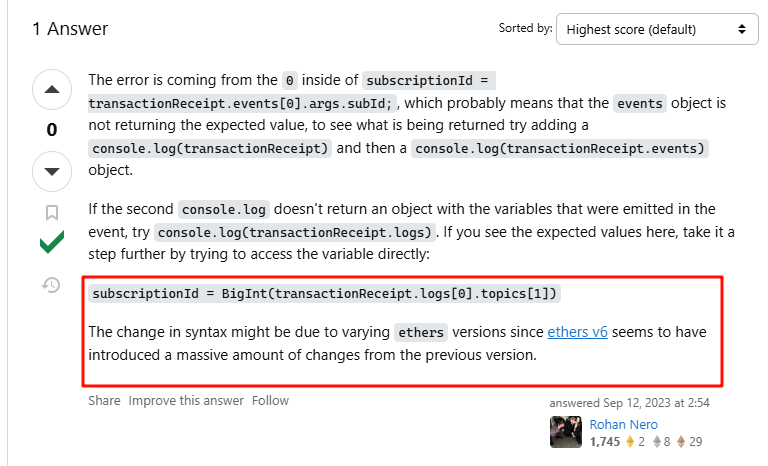 1 Answer
Sorted by: Highest score (default)
The error is coming from the 0 inside of subscriptionId =
transactionReceipt.events[0].args.subId;, which probably means that the events object is
not returning the expected value, to see what is being returned try adding a
console.log(transactionReceipt) and then a console.log(transactionReceipt.events)
object.
0
If the second console.log doesn't return an object with the variables that were emitted in the
event, try console.log(transactionReceipt.logs). If you see the expected values here, take it a
step further by trying to access the variable directly:
subscriptionId = BigInt(transactionReceipt.logs[0].topics[1])
The change in syntax might be due to varying ethers versions since ethers v6 seems to have
introduced a massive amount of changes from the previous version.
Share Improve this answer Follow
answered Sep 12, 2023 at 2:54
Rohan Nero
1,745 2 8 29